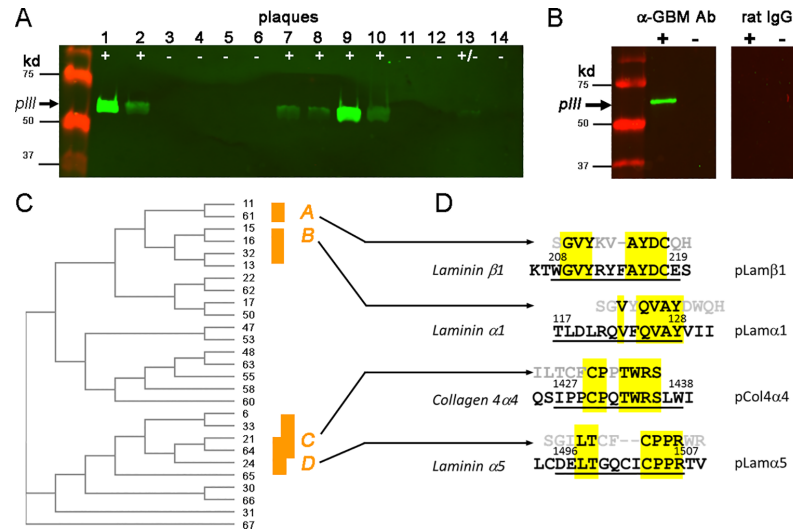 A
plaques
1 2 3 4 5 6 7 8 9 10 11 12 13 14
+ + - - - - + + + + - - +/- -
kd
75
pIII
50
37
B
α-GBM Ab rat IgG
+ - + -
kd
75
pIII
50
37
C
11
61
15
16
32
13
22
62
17
50
47
53
48
63
55
58
60
6
33
21
64
24
65
30
66
31
67
A
B
C
D
D
SGVYKV-AYDCQH
208 219
Laminin β1 KTWGVYRYFAYDCES pLamβ1
SGVYQVAYDWQH
117 128
Laminin α1 TLDLRQVFQVAYVII pLamα1
ILTCFCPPTWRS
1427 1438
Collagen 4α4 QSIPPCPQTWRSLWI pCol4α4
SGILTCF--CPPRWR
1496 1507
Laminin α5 LCDELTGQCICPPRTV pLamα5